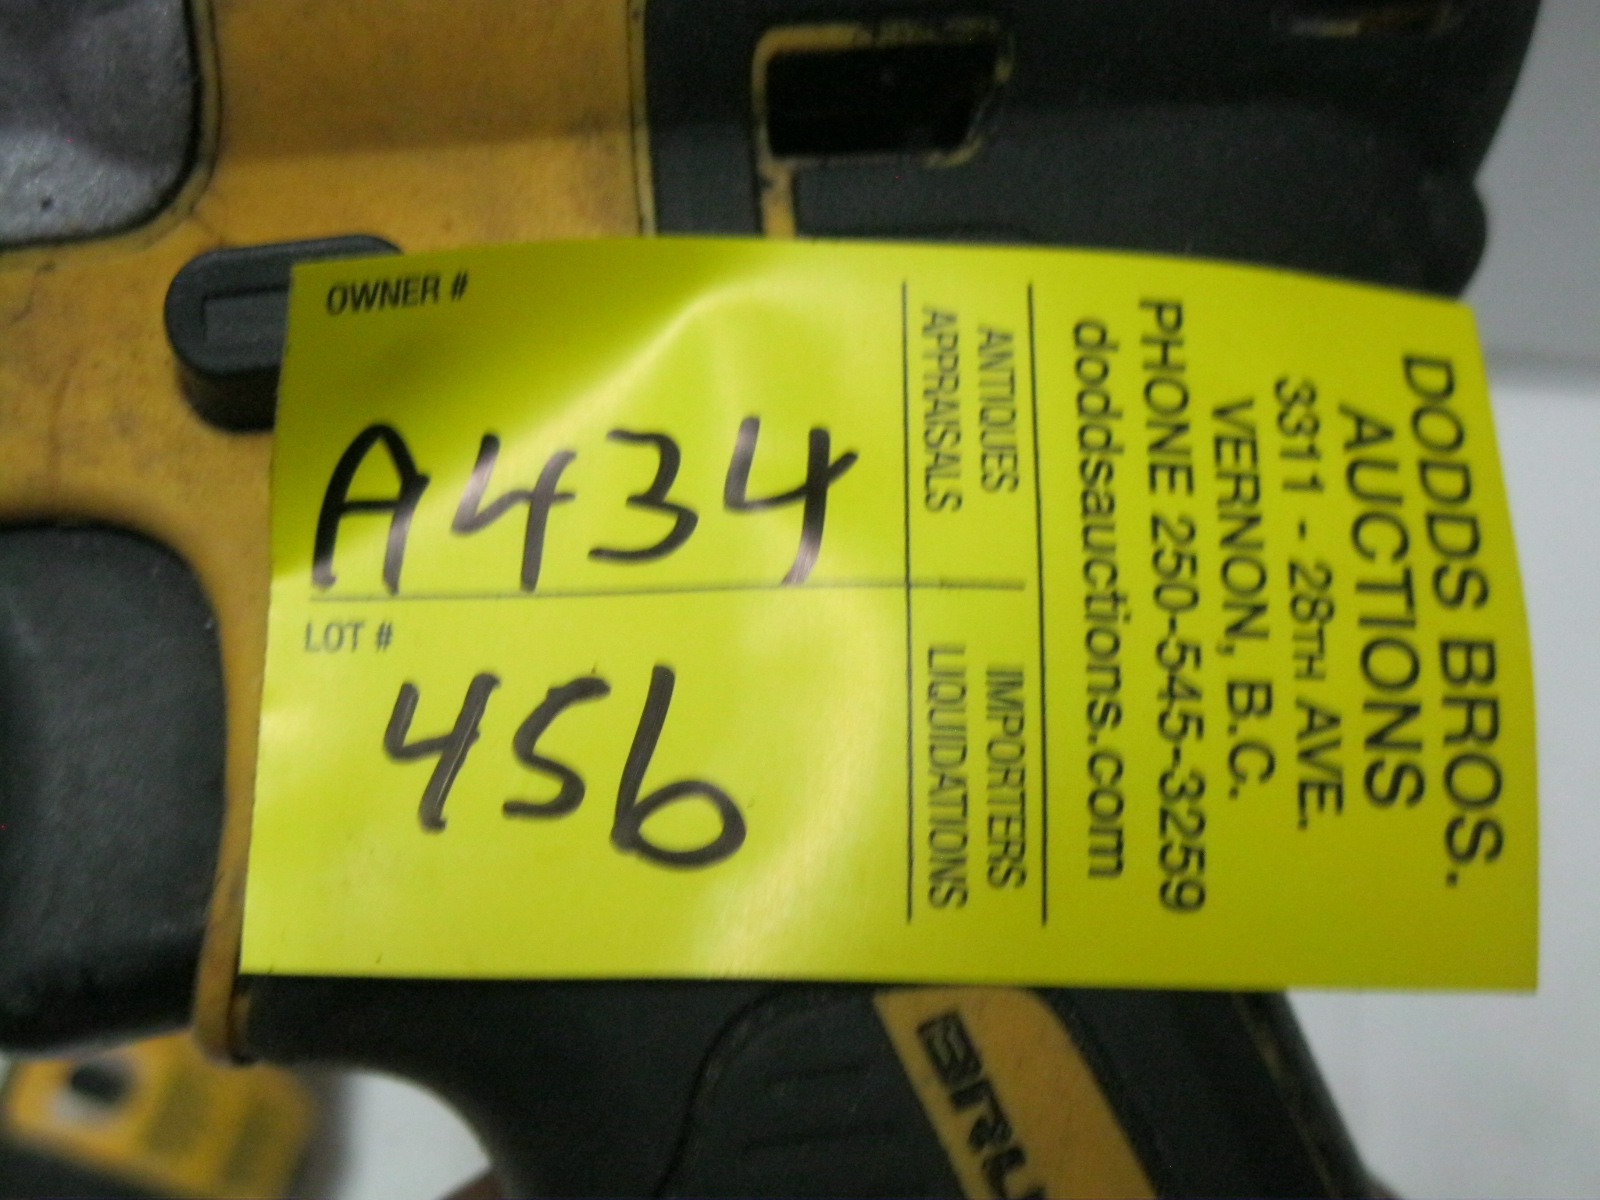 OWNER #
A434
LOT #
456
ANTIQUES
APPRAISALS
IMPORTERS
LIQUIDATIONS
DODDS BROS.
AUCTIONS
3311 - 28TH AVE.
VERNON, B.C.
PHONE 250-545-3259
doddsauctions.com